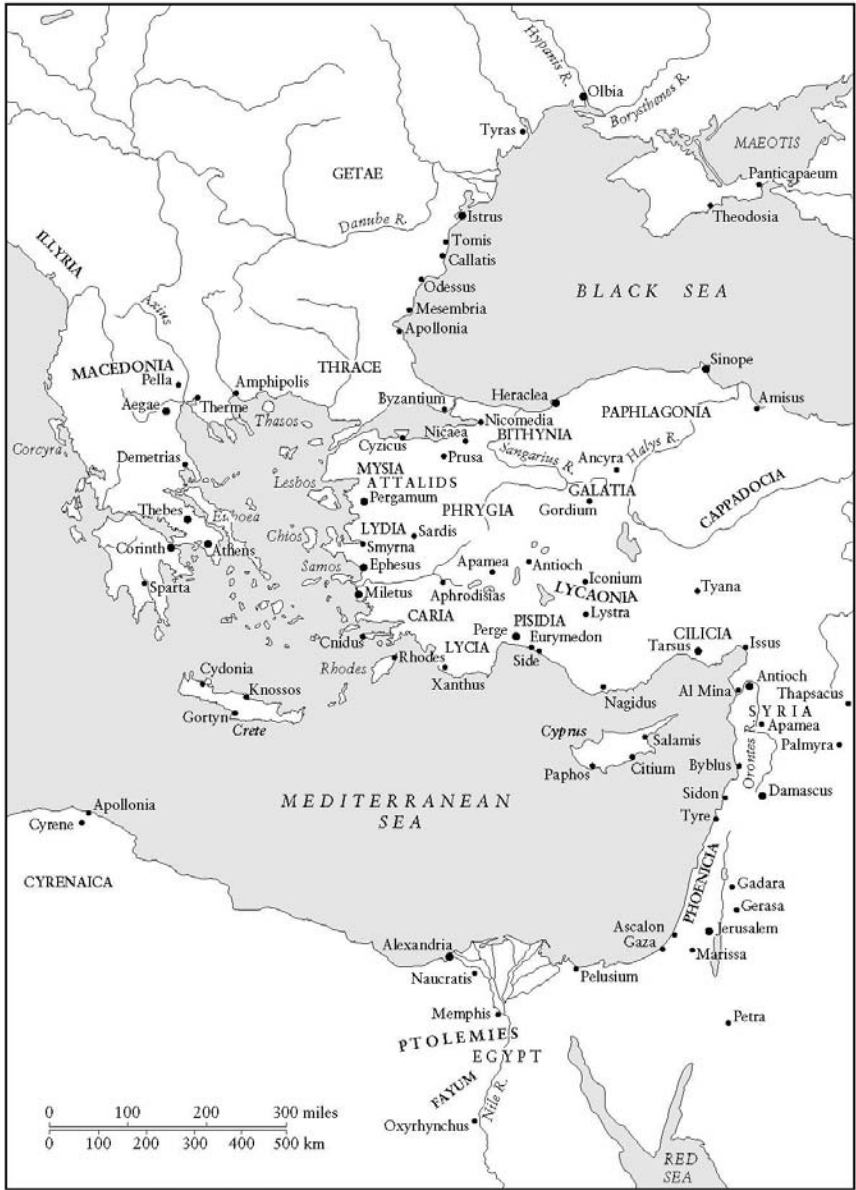 Hypanis R.
Olbia
Borysthenes R.
Tyras
MAEOTIS
GETAE
Panticapaeum
Istrus
Theodosia
Danube R.
ILLYRIA
Tomis
Callatis
Odessus
BLACK SEA
Axius
Mesembria
Apollonia
MACEDONIA
THRACE
Sinope
Pella
Amphipolis
Byzantium
Heraclea
Amisus
Aegae
Therme
Thasos
PAPHLAGONIA
Nicomedia
Nicaea
BITHYNIA
Corcyra
Cyzicus
Sangarius R.
Halys R.
Demetrias
Prusa
Ancyra
MYSIA
ATTALIDS
Lesbos
GALATIA
CAPPADOCIA
Pergamum
Thebes
Euboea
PHRYGIA
Gordium
Chios
LYDIA
Sardis
Corinth
Athens
Smyrna
Samos
Ephesus
Apamea
Antioch
Sparta
Iconium
Miletus
Aphrodisias
LYCAONIA
Tyana
CARIA
Lystra
PISIDIA
Cnidus
Perge
Eurymedon
CILICIA
LYCIA
Tarsus
Issus
Rhodes
Rhodes
Side
Cydonia
Xanthus
Antioch
Knossos
Nagidus
Al Mina
Thapsacus
Gortyn
SYRIA
Crete
Cyprus
Orontes R.
Apamea
Salamis
Palmyra
Paphos
Citium
Byblus
MEDITERRANEAN
SEA
Sidon
Damascus
Apollonia
Cyrene
Tyre
CYRENAICA
PHOENICIA
Gadara
Gerasa
Ascalon
Jerusalem
Alexandria
Gaza
Marissa
Naucratis
Pelusium
Memphis
Petra
PTOLEMIES
EGYPT
FAYUM
Nile R.
0 100 200 300 miles
Oxyrhynchus
0 100 200 300 400 500 km
RED
SEA